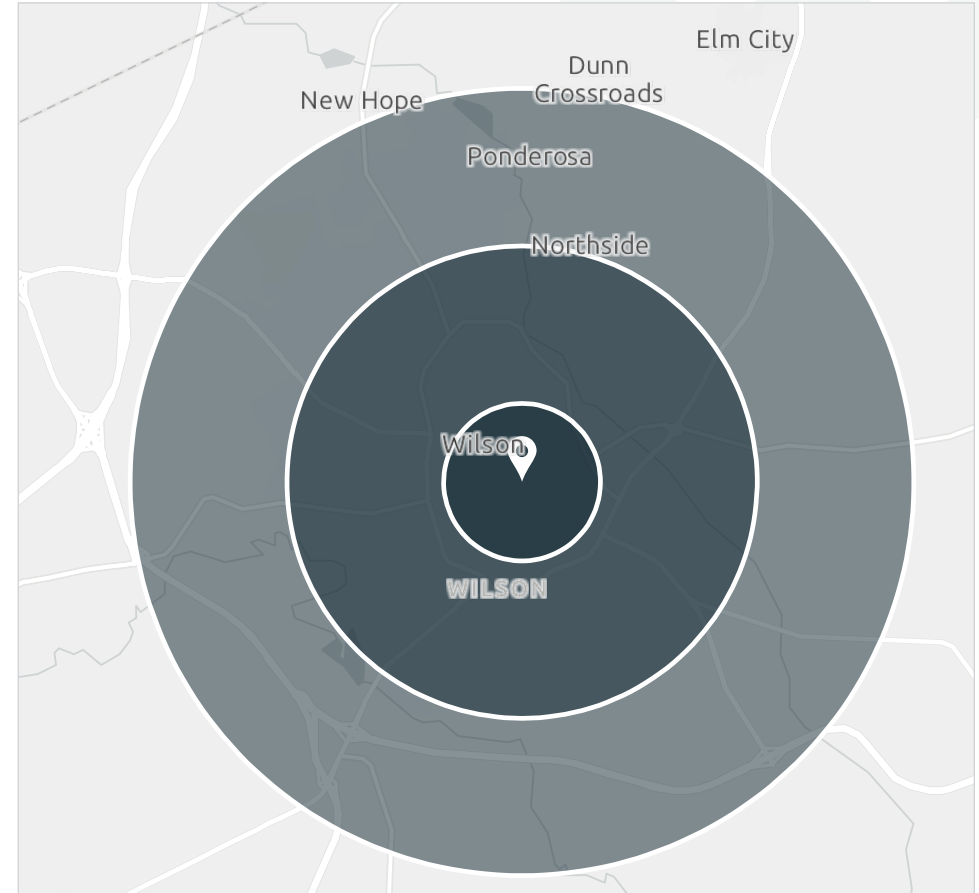 Elm City
Dunn
Crossroads
New Hope
Ponderosa
Northside
Wilson
WILSON